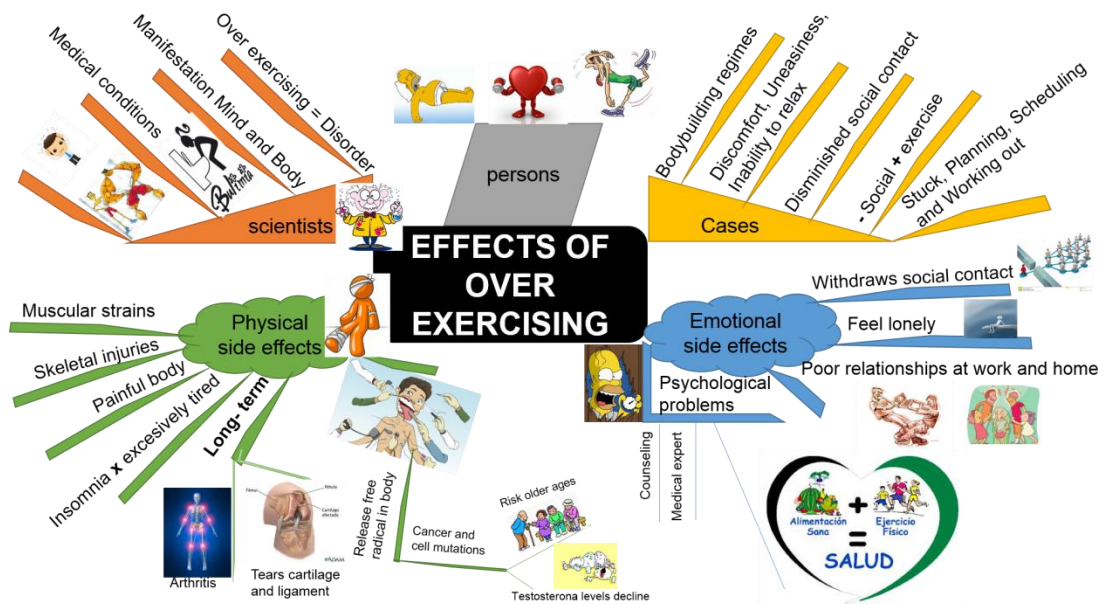 Over exercising = Disorder
Manifestation Mind and Body
Medical conditions
Bulimia
scientists
persons
Bodybuilding regimes
Discomfort, Uneasiness,
Inability to relax
Disminished social contact
- Social + exercise
Stuck, Planning, Scheduling
and Working out
Cases
EFFECTS OF
OVER
EXERCISING
Physical
side effects
Muscular strains
Skeletal injuries
Painful body
Insomnia x excesively tired
Long- term
Arthritis
Tears cartilage
and ligament
Release free
radical in body
Cancer and
cell mutations
Risk older ages
Testosterona levels decline
Emotional
side effects
Withdraws social contact
Feel lonely
Poor relationships at work and home
Psychological
problems
Counseling
Medical expert
Alimentación
Sana
+
Ejercicio
Físico
=
SALUD